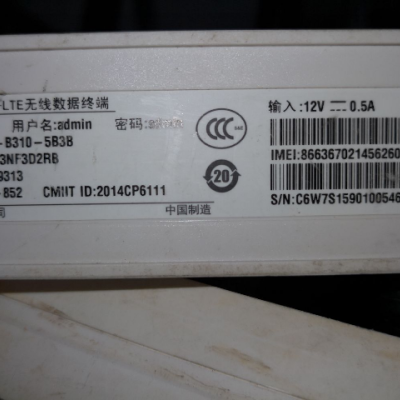 LTE无线数据终端
输入:12V ⎓ 0.5A
用户名:admin 密码:
CCC
-B310-5B3B
IMEI:866367021456260
3NF3D2RB
9313
20
-852 CMIIT ID:2014CP6111
S/N:C6W7S1590100546
司 中国制造